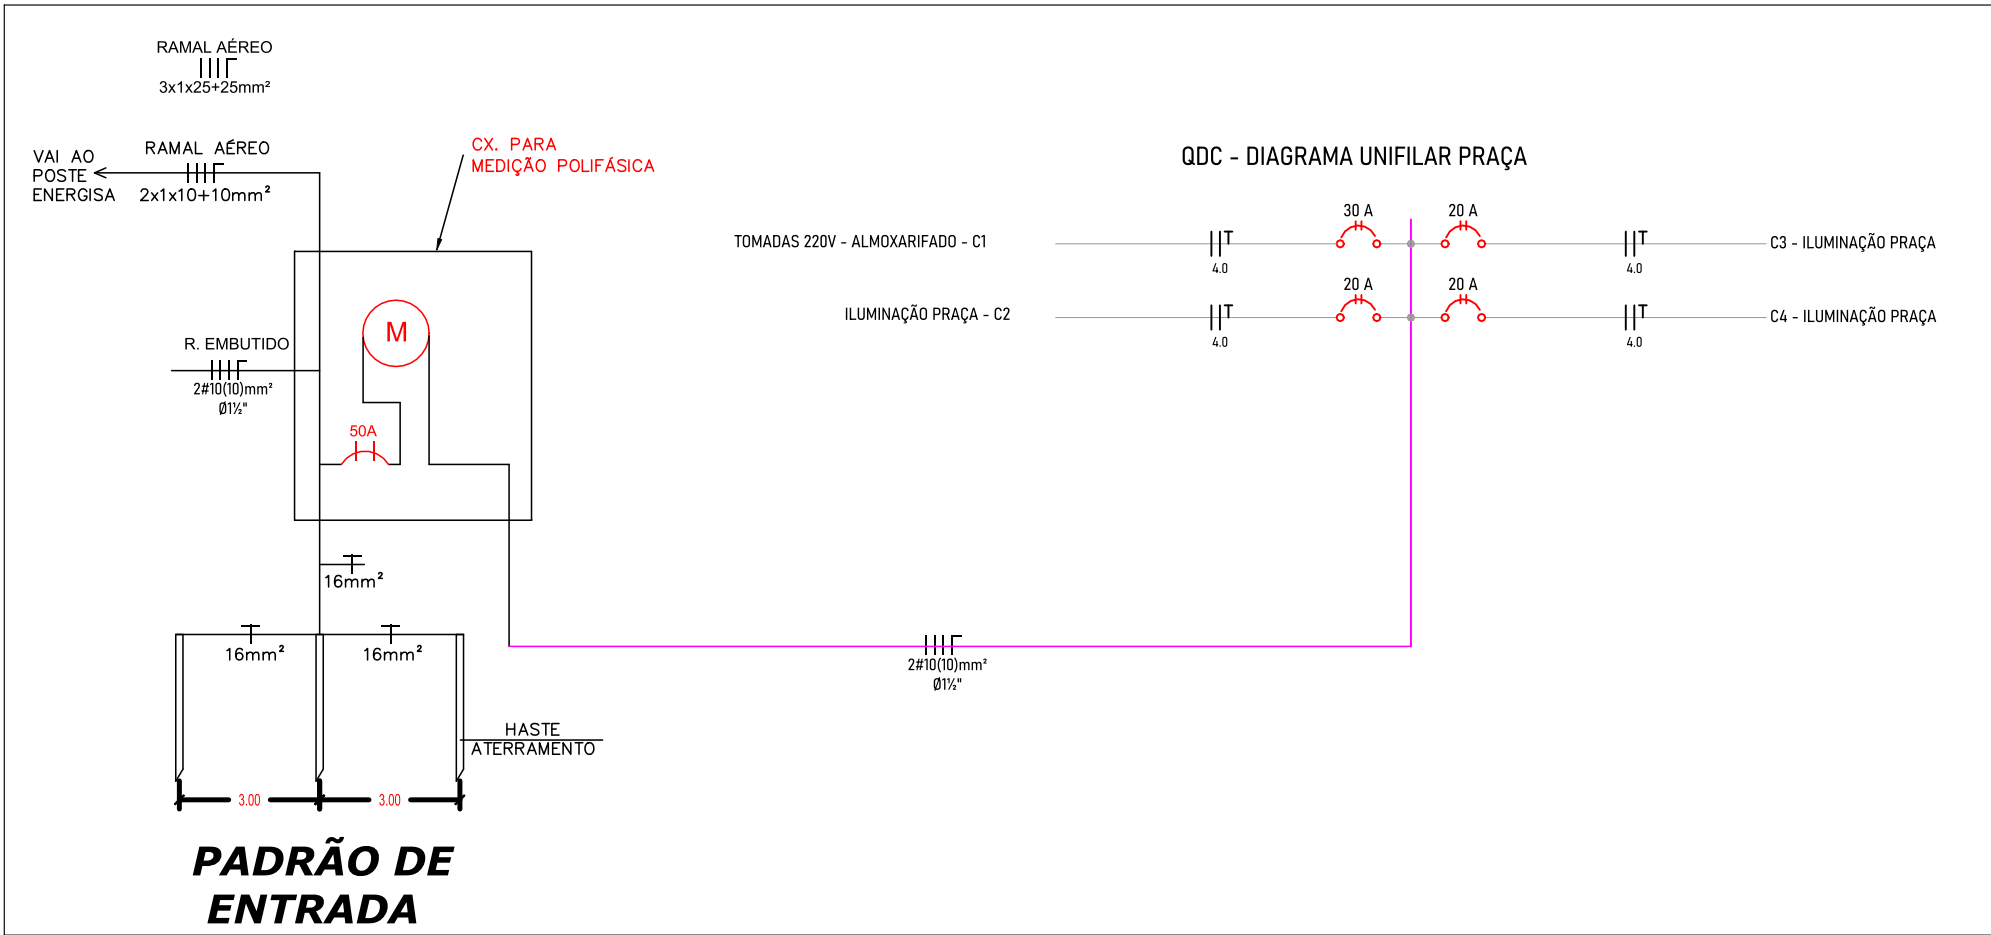 RAMAL AÉREO
3x1x25+25mm²
VAI AO
POSTE
ENERGISA
RAMAL AÉREO
2x1x10+10mm²
CX. PARA
MEDIÇÃO POLIFÁSICA
M
R. EMBUTIDO
2#10(10)mm²
Ø1½"
50A
16mm²
16mm²
16mm²
HASTE
ATERRAMENTO
3.00
3.00
PADRÃO DE
ENTRADA
2#10(10)mm²
Ø1½"
QDC - DIAGRAMA UNIFILAR PRAÇA
30 A
20 A
TOMADAS 220V - ALMOXARIFADO - C1
C3 - ILUMINAÇÃO PRAÇA
4.0
4.0
20 A
20 A
ILUMINAÇÃO PRAÇA - C2
C4 - ILUMINAÇÃO PRAÇA
4.0
4.0